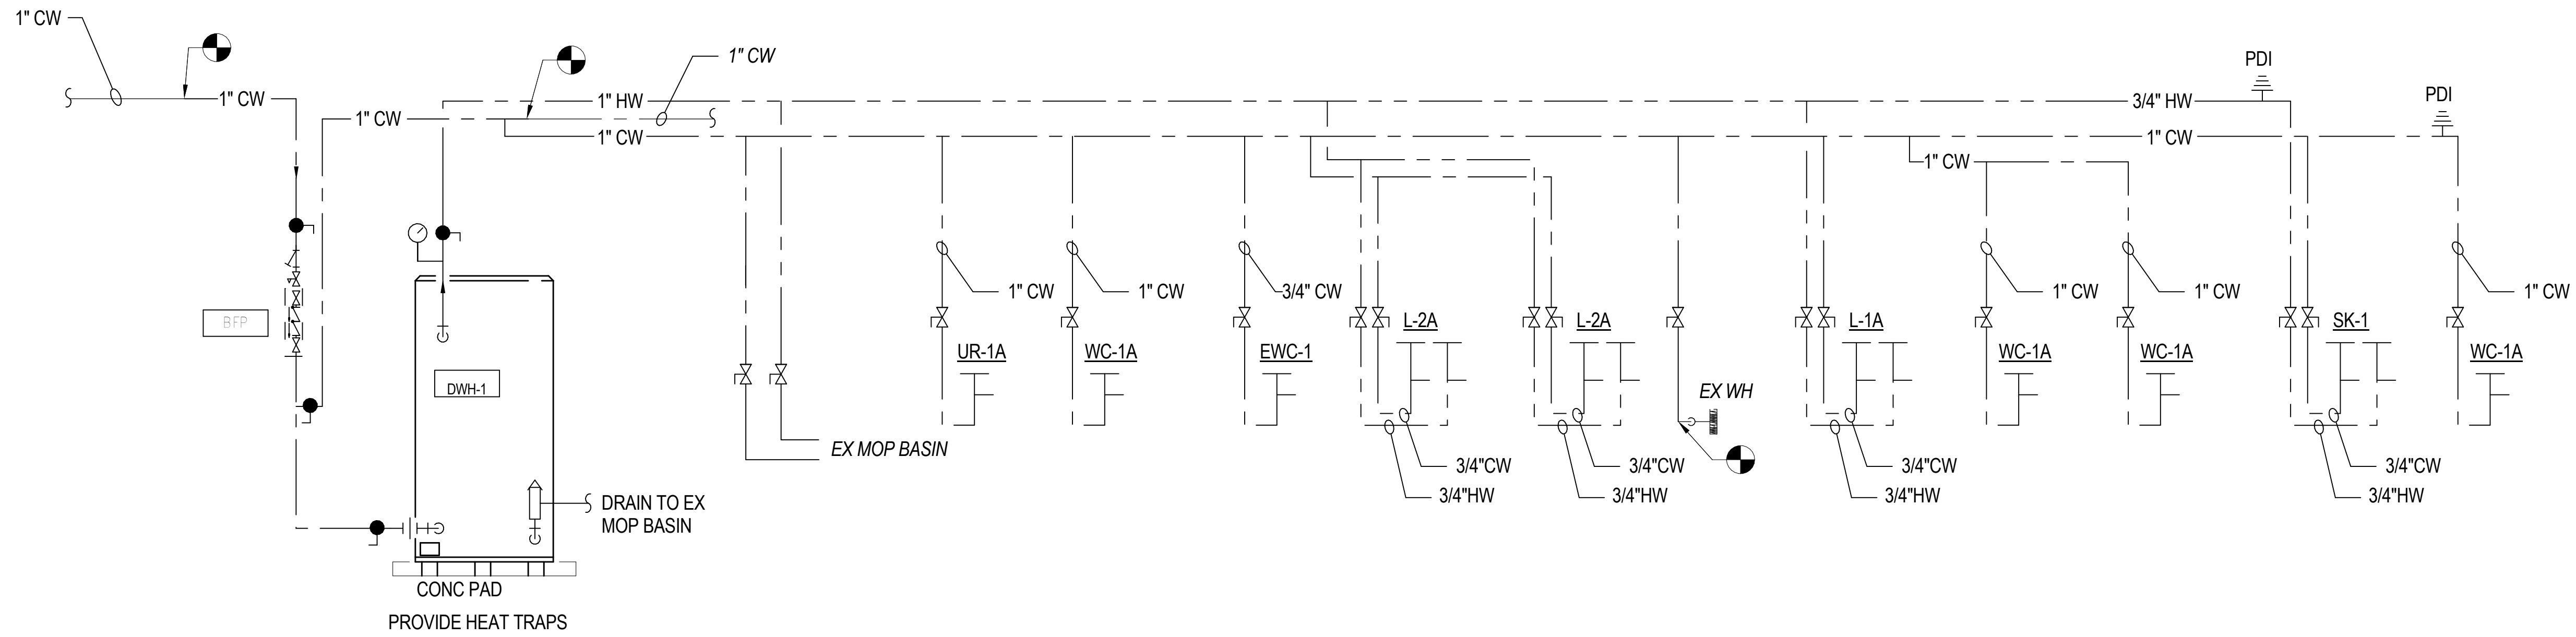 1" CW
1" CW
PDI
PDI
1" CW
1" HW
3/4" HW
1" CW
1" CW
1" CW
1" CW
1" CW
1" CW
3/4" CW
1" CW
1" CW
1" CW
BFP
L-2A
L-2A
L-1A
SK-1
UR-1A
WC-1A
EWC-1
WC-1A
WC-1A
WC-1A
DWH-1
EX WH
EX MOP BASIN
3/4"CW
3/4"CW
3/4"CW
3/4"CW
3/4"HW
3/4"HW
3/4"HW
3/4"HW
DRAIN TO EX
MOP BASIN
CONC PAD
PROVIDE HEAT TRAPS